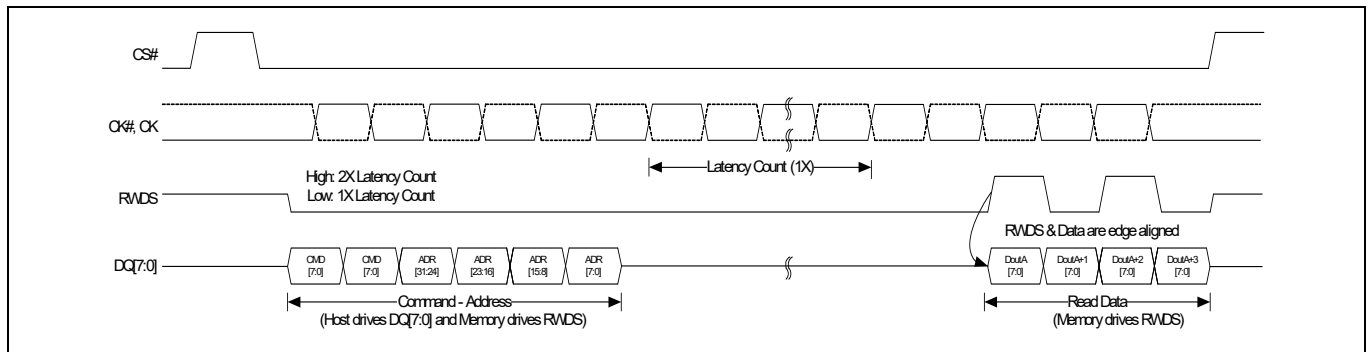 CS#
CK#, CK
Latency Count (1X)
High: 2X Latency Count
Low: 1X Latency Count
RWDS
RWDS & Data are edge aligned
DQ[7:0]
CMD
[7:0]
CMD
[7:0]
ADR
[31:24]
ADR
[23:16]
ADR
[15:8]
ADR
[7:0]
DoutA
[7:0]
DoutA+1
[7:0]
DoutA+2
[7:0]
DoutA+3
[7:0]
Command - Address
(Host drives DQ[7:0] and Memory drives RWDS)
Read Data
(Memory drives RWDS)